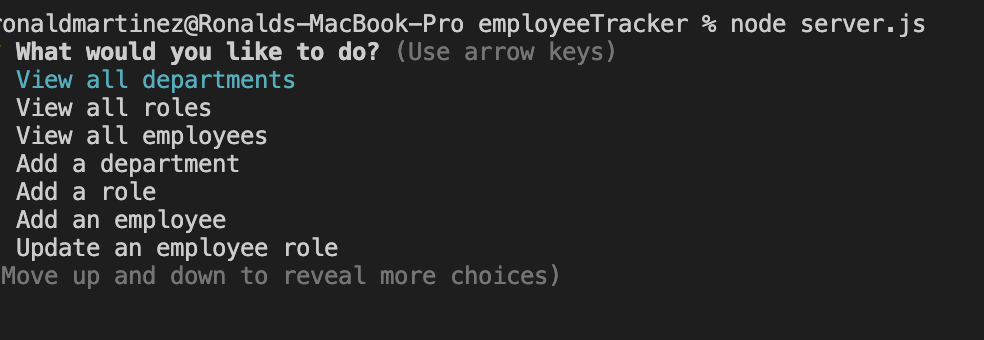 ronaldmartinez@Ronalds-MacBook-Pro employeeTracker % node server.js
What would you like to do? (Use arrow keys)
View all departments
View all roles
View all employees
Add a department
Add a role
Add an employee
Update an employee role
Move up and down to reveal more choices)